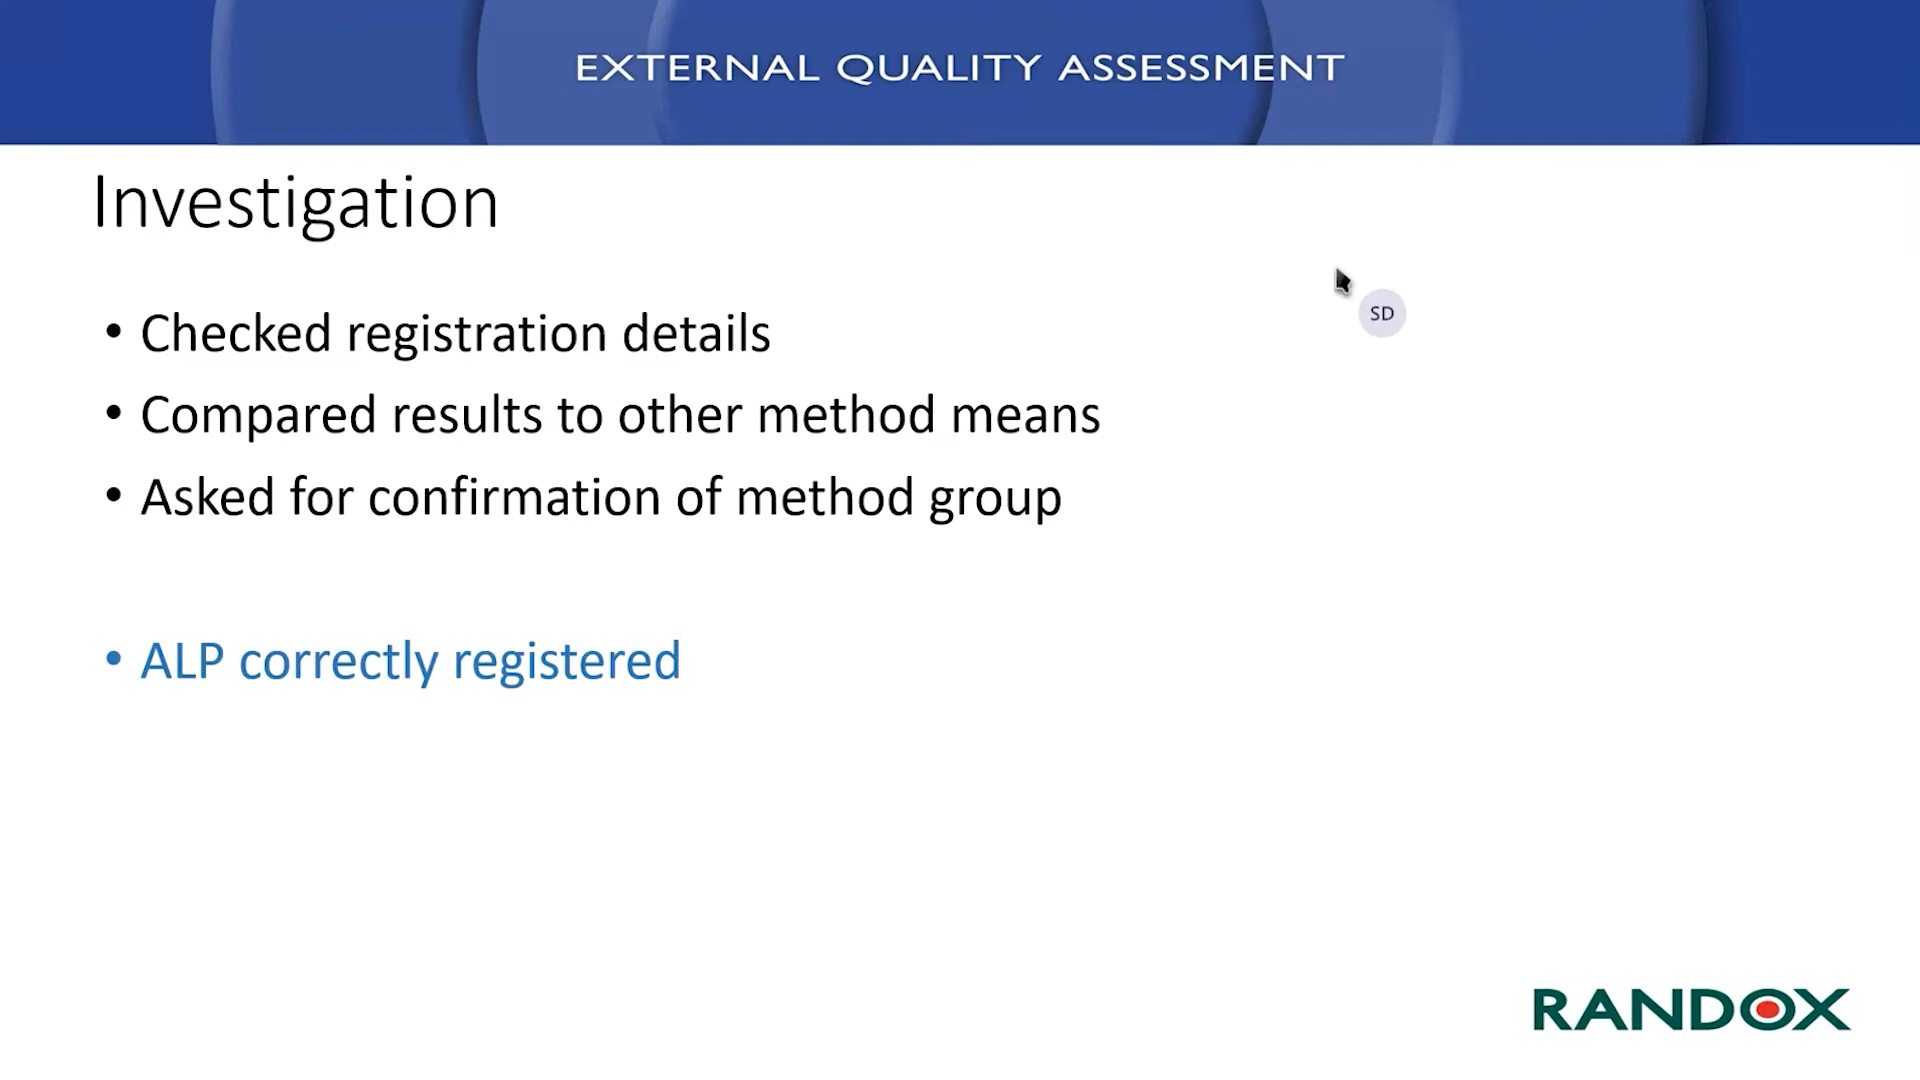 EXTERNAL QUALITY ASSESSMENT
Investigation
• Checked registration details
SD
• Compared results to other method means
• Asked for confirmation of method group
• ALP correctly registered
RANDOX